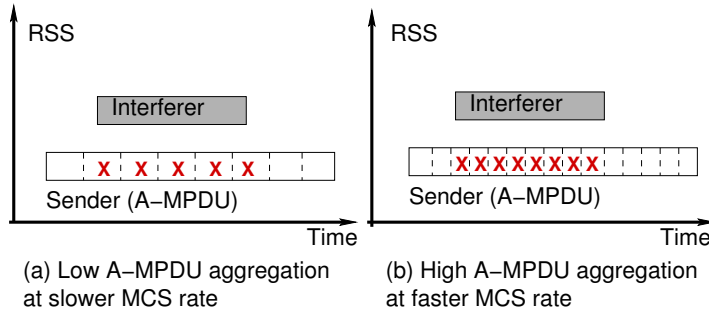 RSS
Interferer
X X X X X
Sender (A−MPDU)
Time
(a) Low A−MPDU aggregation
at slower MCS rate
RSS
Interferer
X X X X X X X X
Sender (A−MPDU)
Time
(b) High A−MPDU aggregation
at faster MCS rate